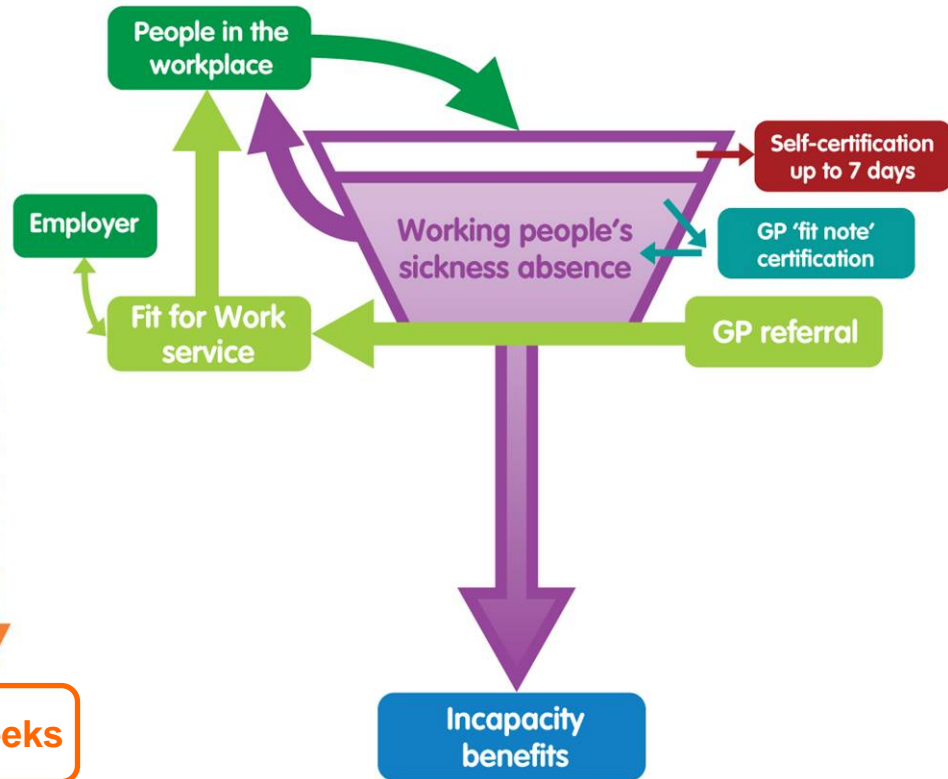 People in the
workplace
Self-certification
up to 7 days
Employer
Working people's
sickness absence
GP 'fit note'
certification
Fit for Work
service
GP referral
Incapacity
benefits